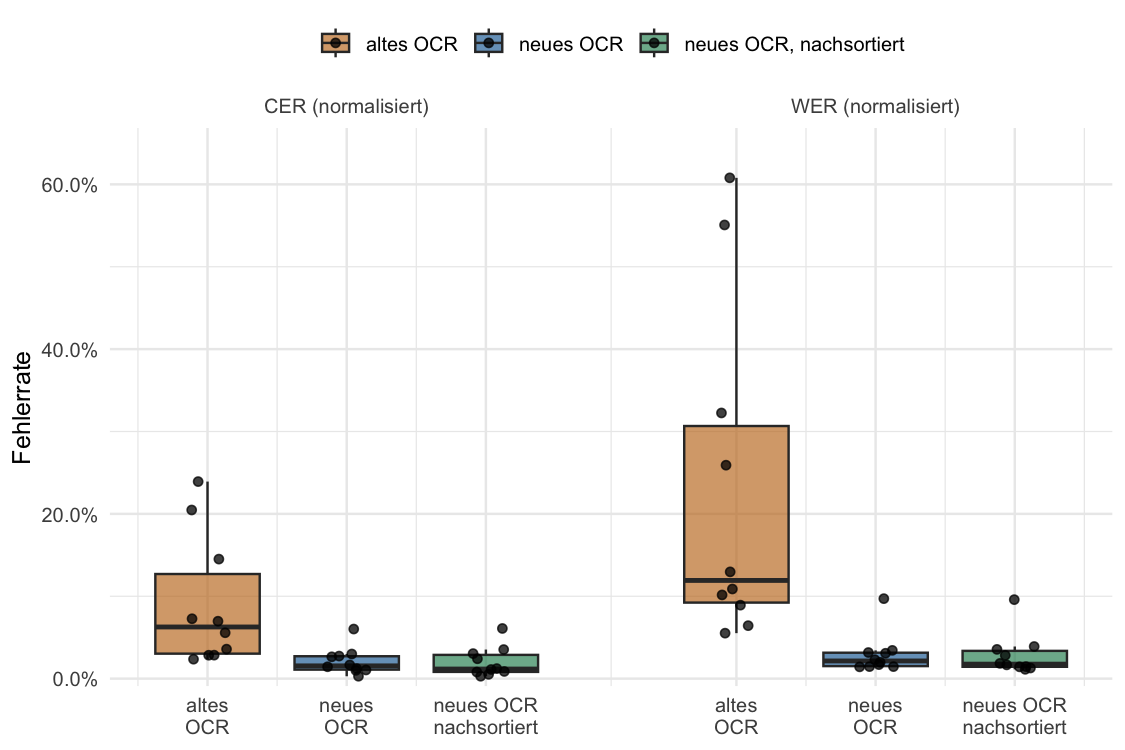 altes OCR neues OCR neues OCR, nachsortiert
CER (normalisiert) WER (normalisiert)
Fehlerrate
60.0%
40.0%
20.0%
0.0%
altes
OCR
neues
OCR
neues OCR
nachsortiert
altes
OCR
neues
OCR
neues OCR
nachsortiert